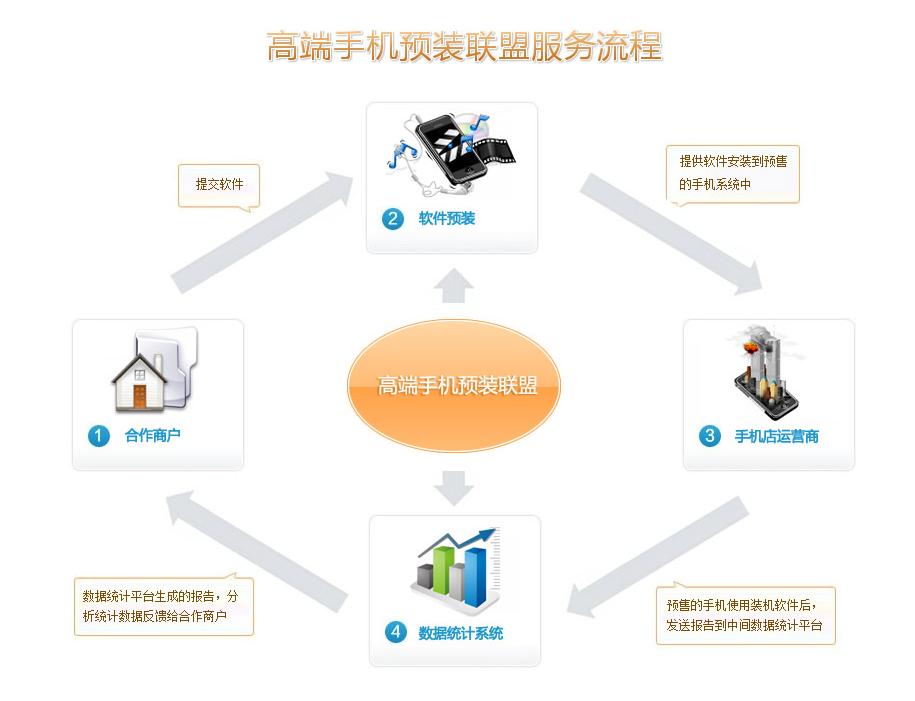 高端手机预装联盟服务流程
提交软件
提供软件安装到预售
的手机系统中
2 软件预装
高端手机预装联盟
1 合作商户
3 手机店运营商
数据统计平台生成的报告，分
析统计数据反馈给合作商户
4 数据统计系统
预售的手机使用装机软件后，
发送报告到中间数据统计平台